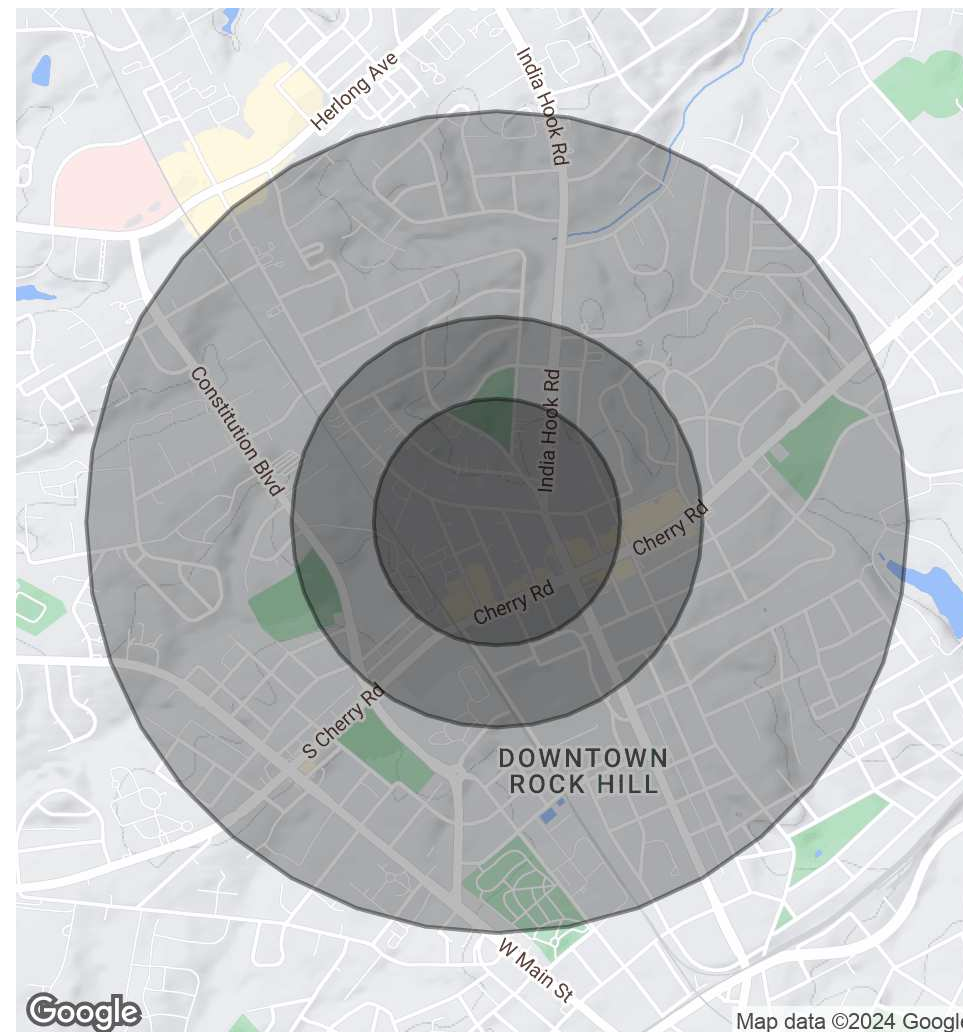 Herlong Ave
India Hook Rd
Constitution Blvd
India Hook Rd
Cherry Rd
Cherry Rd
S Cherry Rd
DOWNTOWN
ROCK HILL
W Main St
Google
Map data ©2024 Google